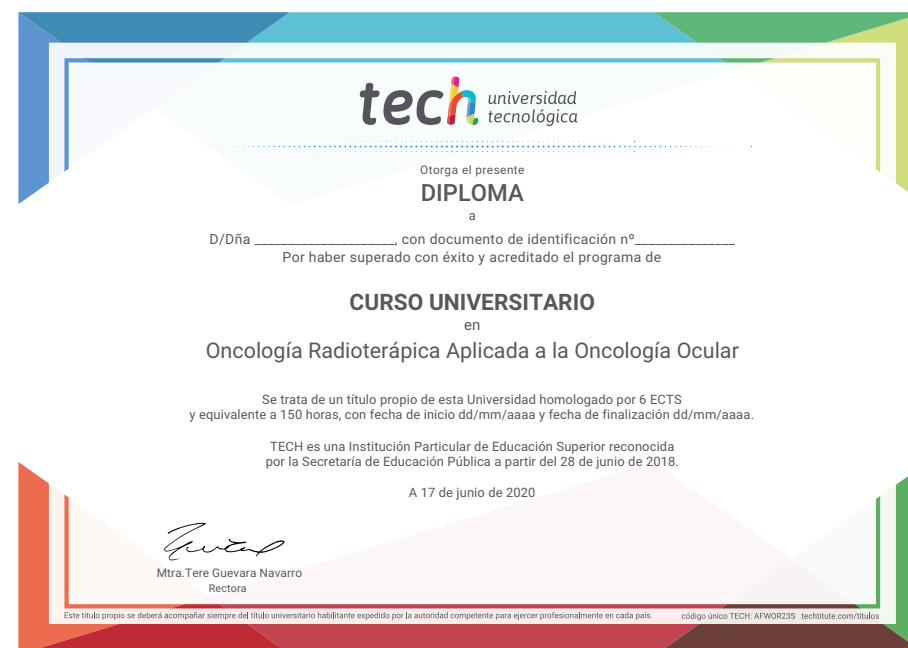 tech universidad
tecnológica
Otorga el presente
DIPLOMA
a
D/Dña ______________________, con documento de identificación nº_______________
Por haber superado con éxito y acreditado el programa de
CURSO UNIVERSITARIO
en
Oncología Radioterápica Aplicada a la Oncología Ocular
Se trata de un título propio de esta Universidad homologado por 6 ECTS
y equivalente a 150 horas, con fecha de inicio dd/mm/aaaa y fecha de finalización dd/mm/aaaa.
TECH es una Institución Particular de Educación Superior reconocida
por la Secretaría de Educación Pública a partir del 28 de junio de 2018.
A 17 de junio de 2020
Mtra.Tere Guevara Navarro
Rectora
Este título propio se deberá acompañar siempre del título universitario habilitante expedido por la autoridad competente para ejercer profesionalmente en cada país. código único TECH: AFWOR23S techtitute.com/titulos